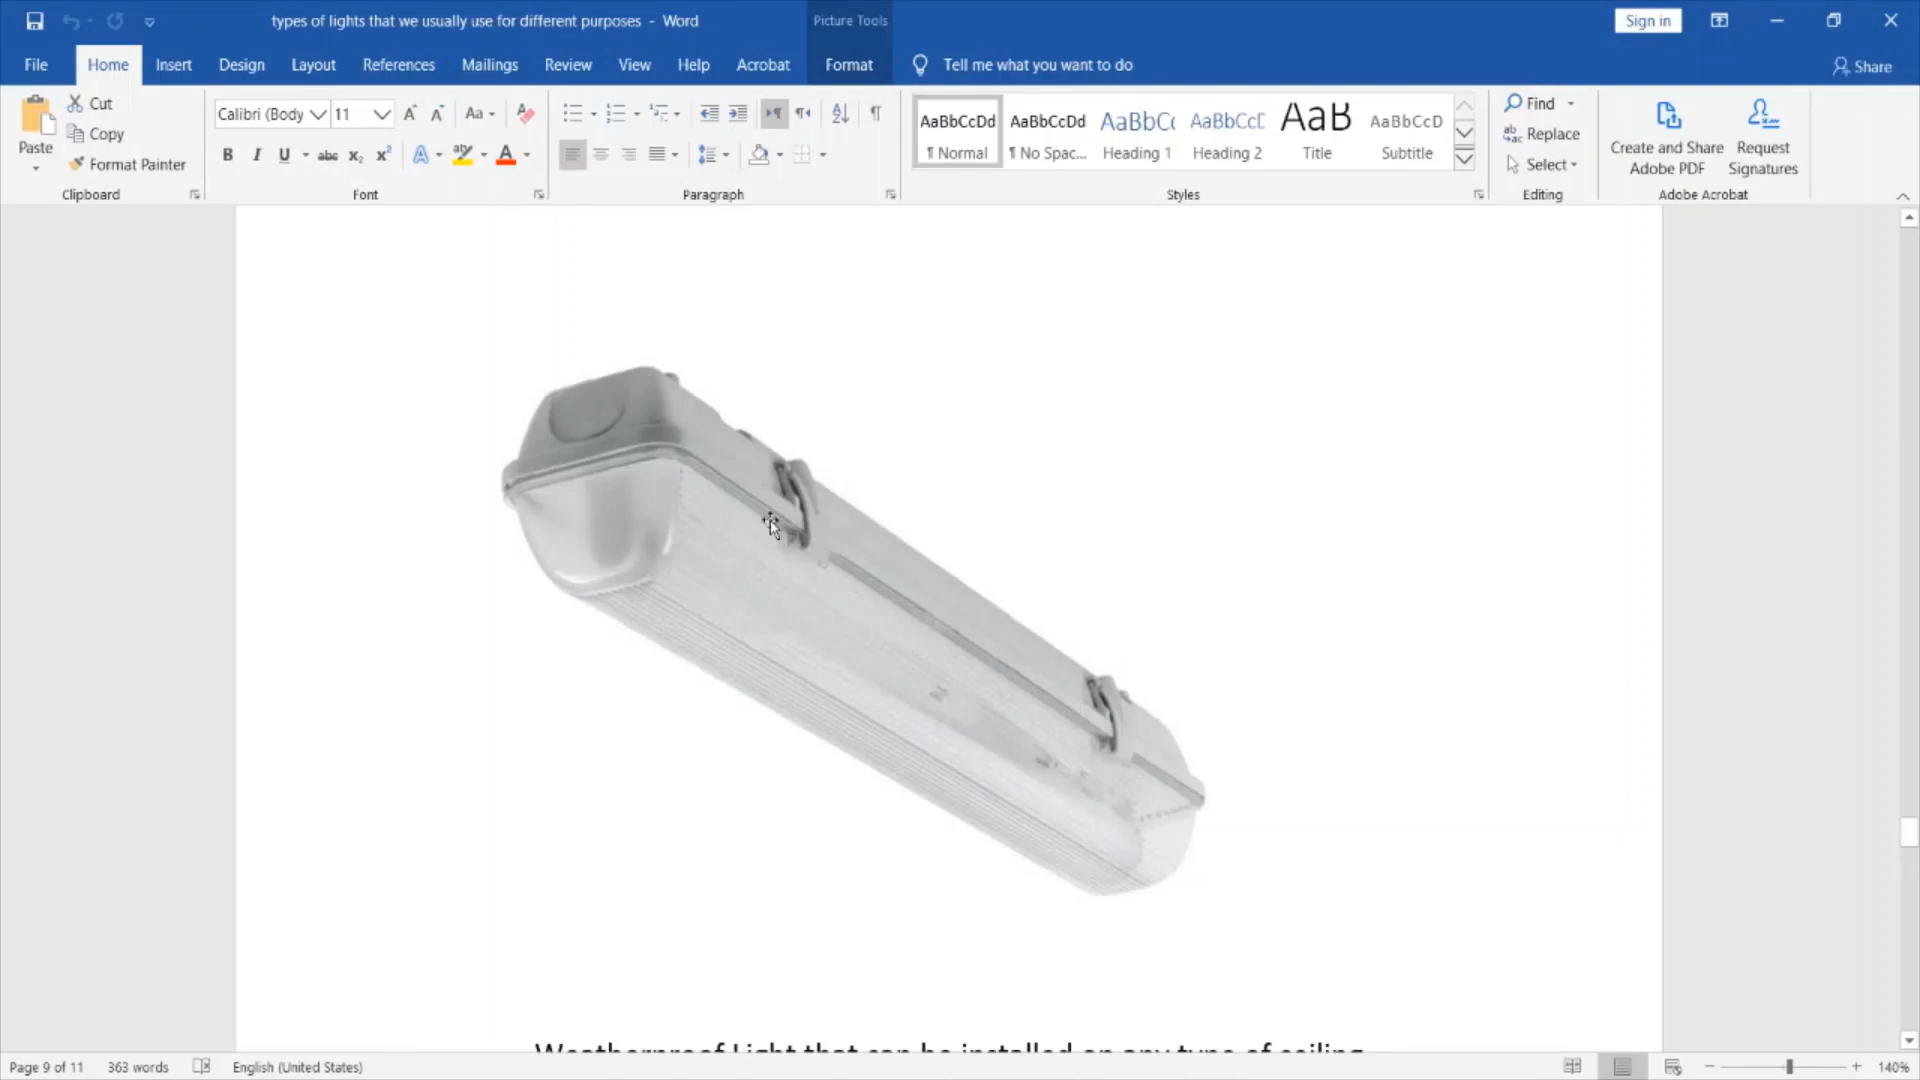 types of lights that we usually use for different purposes - Word
Picture Tools
Sign in
File
Home
Insert
Design
Layout
References
Mailings
Review
View
Help
Acrobat
Format
Tell me what you want to do
Share
Paste
Cut
Copy
Format Painter
Clipboard
Calibri (Body
11
Font
Paragraph
AaBbCcDd
¶ Normal
AaBbCcDd
¶ No Spac...
AaBbCc
Heading 1
AaBbCcC
Heading 2
AaB
Title
AaBbCcD
Subtitle
Styles
Find
Replace
Select
Editing
Create and Share
Adobe PDF
Request
Signatures
Adobe Acrobat
Weatherproof Light that can be installed on any type of ceiling
Page 9 of 11
363 words
English (United States)
140%